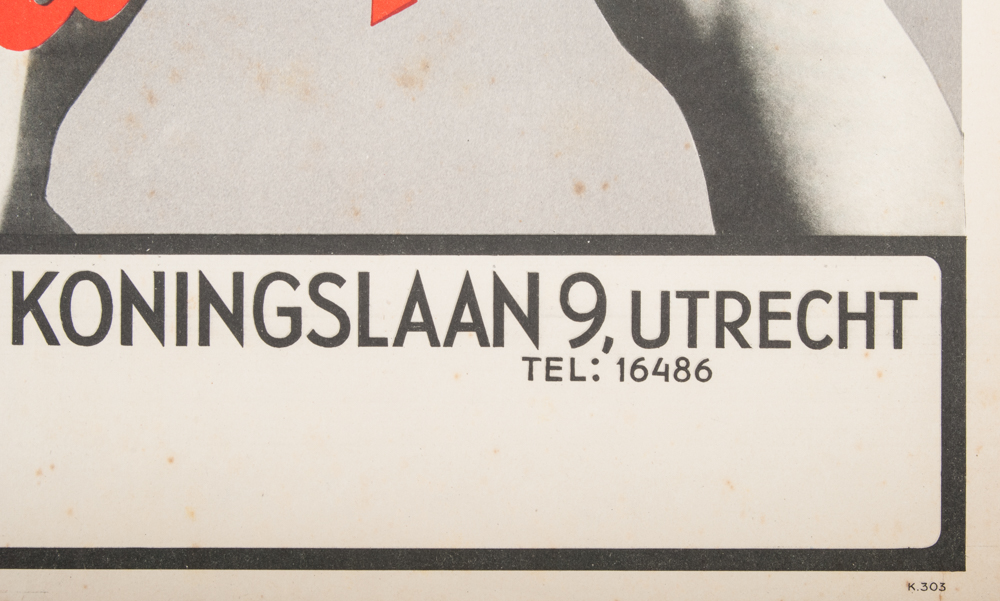 KONINGSLAAN 9, UTRECHT
TEL: 16486
K.303